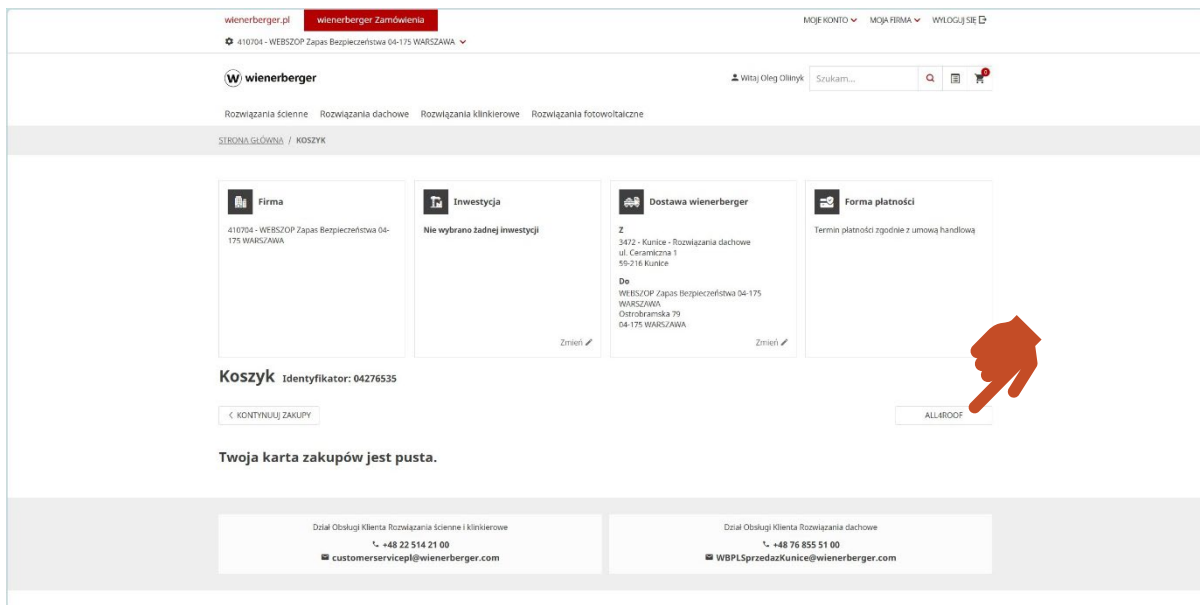 wienerberger.pl wienerberger Zamówienia MOJE KONTO MOJA FIRMA WYLOGUJ SIĘ
410704 - WEBSZOP Zapas Bezpieczeństwa 04-175 WARSZAWA
wienerberger Witaj Oleg Oliinyk Szukam... 0
Rozwiązania ścienne Rozwiązania dachowe Rozwiązania klinkierowe Rozwiązania fotowoltaiczne
STRONA GŁÓWNA / KOSZYK
Firma
410704 - WEBSZOP Zapas Bezpieczeństwa 04-
175 WARSZAWA
Inwestycja
Nie wybrano żadnej inwestycji
Zmień
Dostawa wienerberger
Z
3472 - Kunice - Rozwiązania dachowe
ul. Ceramiczna 1
59-216 Kunice
Do
WEBSZOP Zapas Bezpieczeństwa 04-175
WARSZAWA
Ostrobramska 79
04-175 WARSZAWA
Zmień
Forma płatności
Termin płatności zgodnie z umową handlową
Koszyk Identyfikator: 04276535
< KONTYNUUJ ZAKUPY ALL4ROOF
Twoja karta zakupów jest pusta.
Dział Obsługi Klienta Rozwiązania ścienne i klinkierowe
+48 22 514 21 00
customerservicepl@wienerberger.com
Dział Obsługi Klienta Rozwiązania dachowe
+48 76 855 51 00
WBPLSprzedazKunice@wienerberger.com